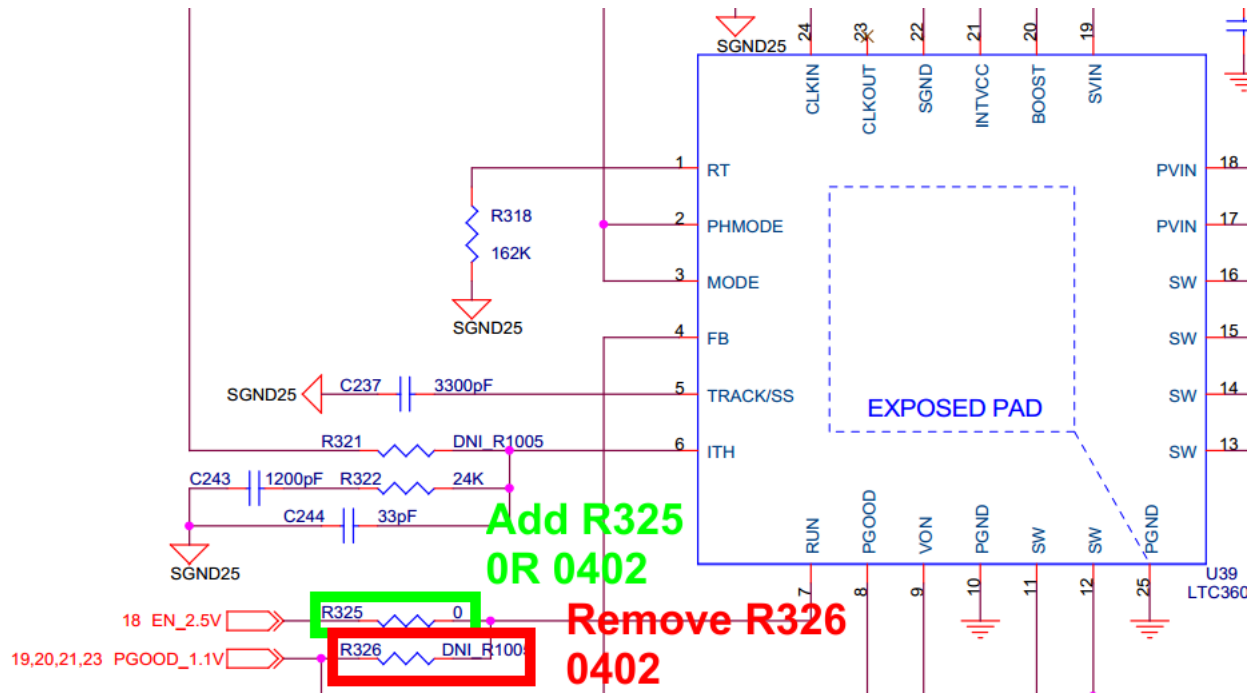 SGND25
24
23
22
21
20
19
CLKIN
CLKOUT
SGND
INTVCC
BOOST
SVIN
1 RT
PVIN 18
R318
162K
SGND25
2 PHMODE
PVIN 17
3 MODE
SW 16
4 FB
SW 15
SGND25 C237 3300pF
5 TRACK/SS
SW 14
EXPOSED PAD
R321 DNI_R1005
6 ITH
SW 13
C243 1200pF R322 24K
C244 33pF
SGND25
Add R325
0R 0402
RUN
PGOOD
VON
PGND
SW
SW
PGND
7
8
9
10
11
12
25
U39
LTC360
18 EN_2.5V
R325 0
Remove R326
0402
19,20,21,23 PGOOD_1.1V
R326 DNI_R1005